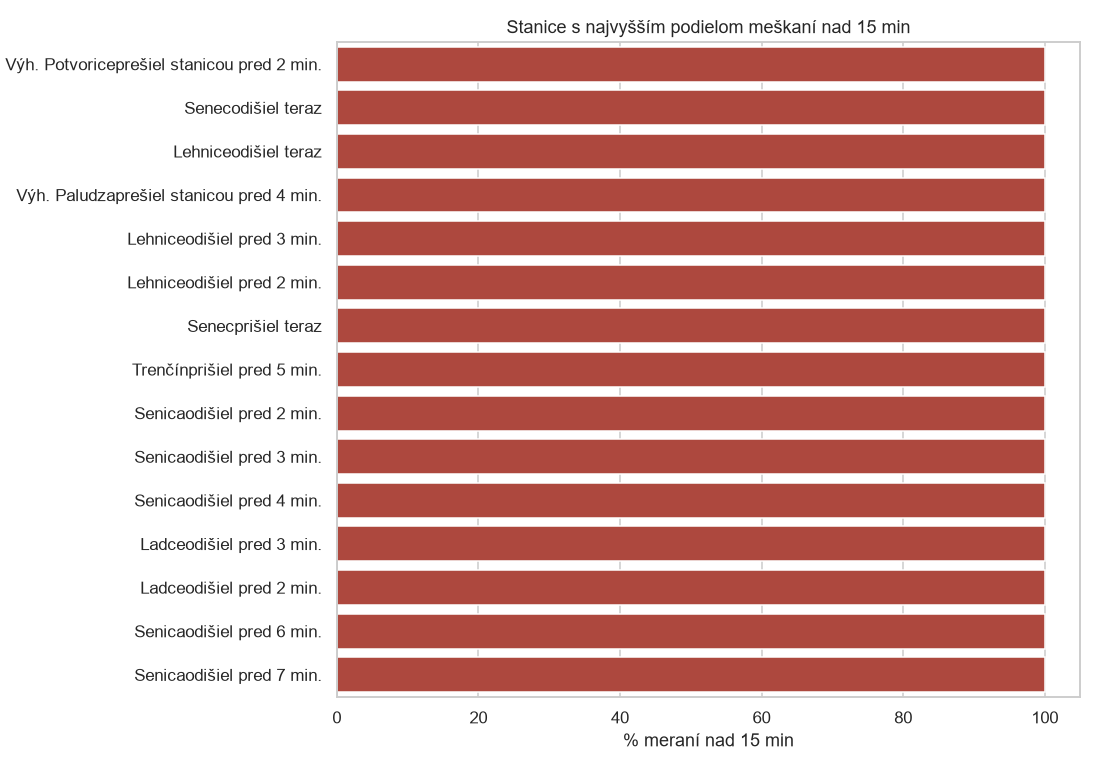 Stanice s najvyšším podielom meškaní nad 15 min
Výh. Potvoriceprešiel stanicou pred 2 min.
Senecodišiel teraz
Lehniceodišiel teraz
Výh. Paludzaprešiel stanicou pred 4 min.
Lehniceodišiel pred 3 min.
Lehniceodišiel pred 2 min.
Senecprišiel teraz
Trenčínprišiel pred 5 min.
Senicaodišiel pred 2 min.
Senicaodišiel pred 3 min.
Senicaodišiel pred 4 min.
Ladceodišiel pred 3 min.
Ladceodišiel pred 2 min.
Senicaodišiel pred 6 min.
Senicaodišiel pred 7 min.
0 20 40 60 80 100
% meraní nad 15 min